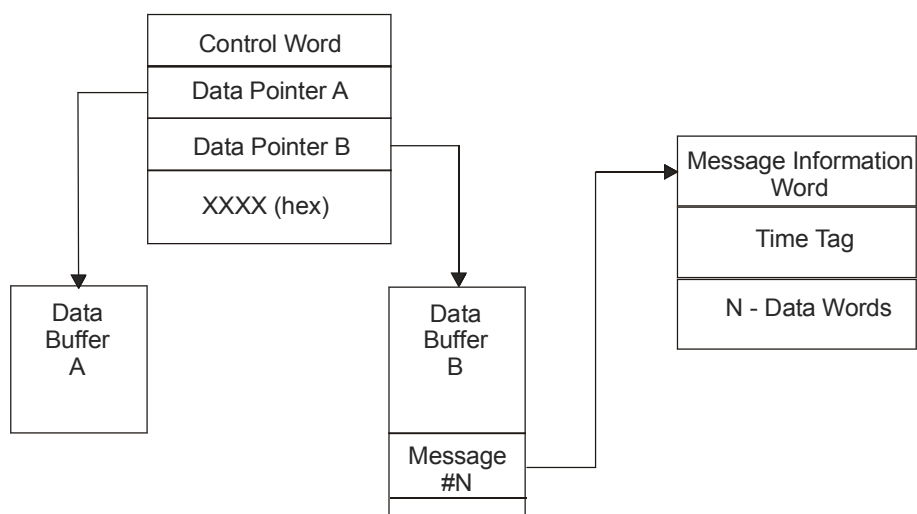 Control Word
Data Pointer A
Data Pointer B
XXXX (hex)
Message Information
Word
Time Tag
N - Data Words
Data
Buffer
A
Data
Buffer
B
Message
#N